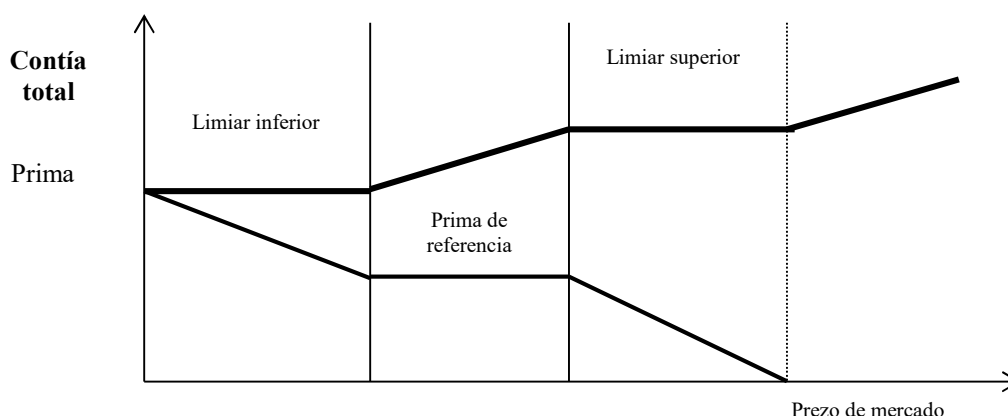 Contía
total
Prima
Limiar inferior
Prima de
referencia
Limiar superior
Prezo de mercado